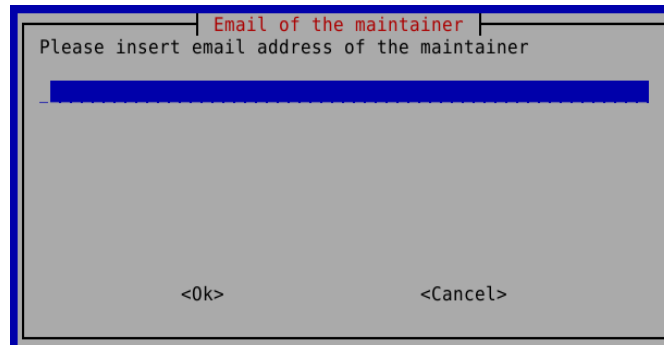 Email of the maintainer
Please insert email address of the maintainer
<Ok> <Cancel>